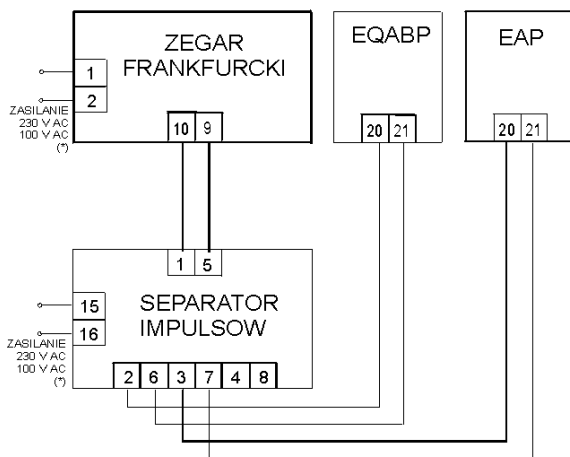 ZEGAR
FRANKFURCKI
1
2
ZASILANIE
230 V AC
100 V AC
(*)
10 9
EQABP
20 21
EAP
20 21
1 5
SEPARATOR
IMPULSOW
15
16
ZASILANIE
230 V AC
100 V AC
(*)
2 6 3 7 4 8